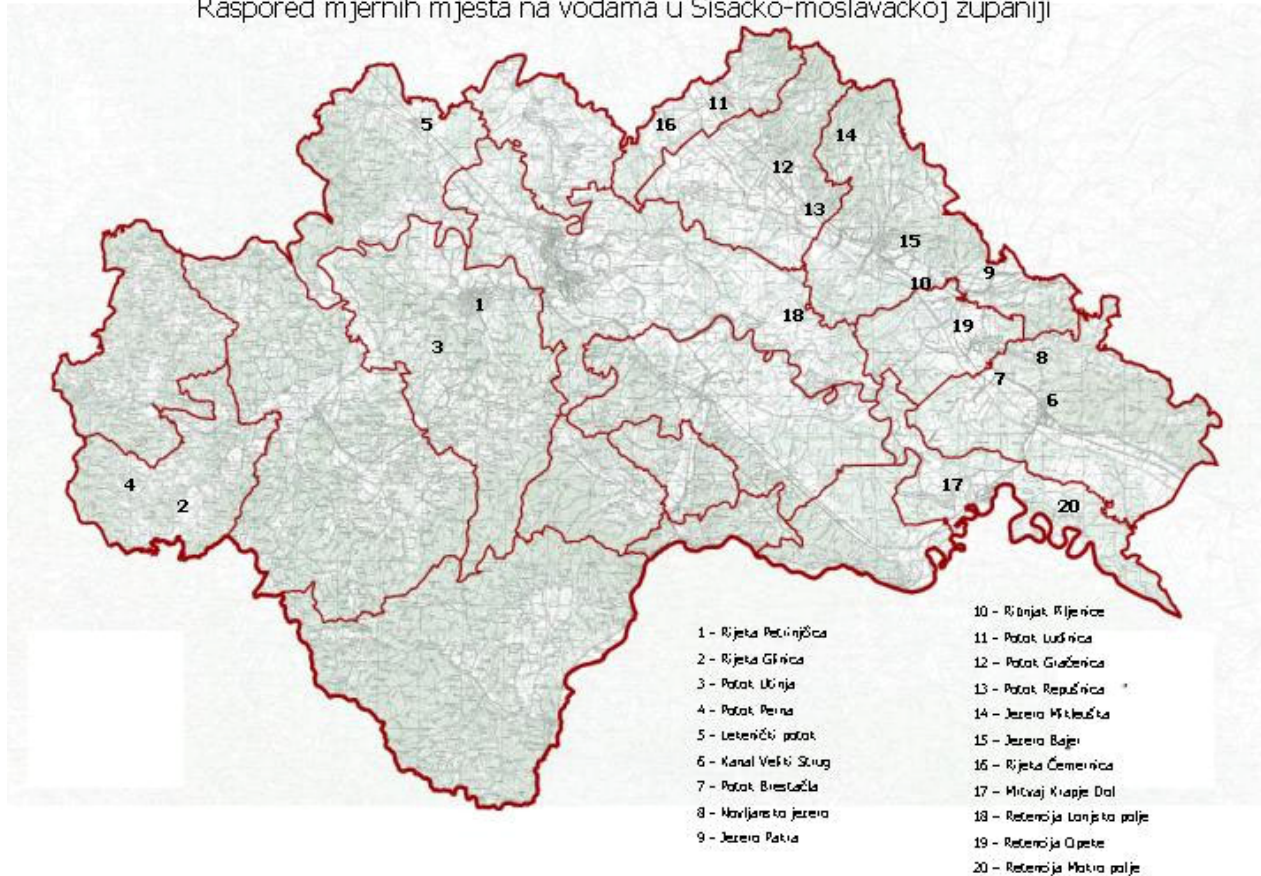 Raspored mjernih mjesta na vodama u Sisačko-moslavačkoj županiji
11
5
16
14
12
13
15
9
10
1
18
19
3
8
7
6
4
17
2
20
1 - Rijeka Petrinjčica
2 - Rijeka Glinica
3 - Potok Utinja
4 - Potok Perna
5 - Lekenički potok
6 - Kanal Veliki Strug
7 - Potok Brestača
8 - Novljansko jezero
9 - Jezero Pakra
10 - Ribnjak Piljenice
11 - Potok Ludinica
12 - Potok Gračenica
13 - Potok Repušnica
14 - Jezero Mikleuška
15 - Jezero Bajer
16 - Rijeka Čemernica
17 - Mrtvaj Krapje Dol
18 - Retencija Lonjsko polje
19 - Retencija Opeke
20 - Retencija Mokro polje